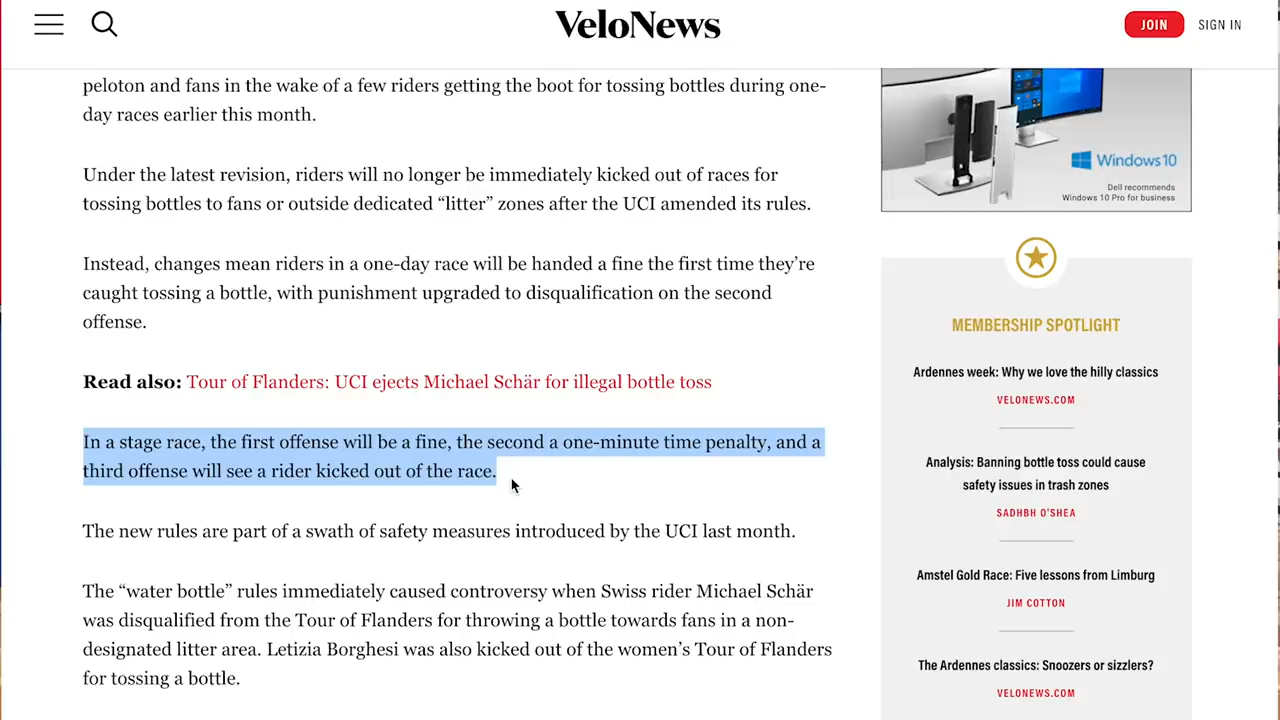 VeloNews
JOIN
SIGN IN
peloton and fans in the wake of a few riders getting the boot for tossing bottles during one-
day races earlier this month.
Under the latest revision, riders will no longer be immediately kicked out of races for
tossing bottles to fans or outside dedicated “litter” zones after the UCI amended its rules.
Instead, changes mean riders in a one-day race will be handed a fine the first time they’re
caught tossing a bottle, with punishment upgraded to disqualification on the second
offense.
Read also: Tour of Flanders: UCI ejects Michael Schär for illegal bottle toss
In a stage race, the first offense will be a fine, the second a one-minute time penalty, and a
third offense will see a rider kicked out of the race.
The new rules are part of a swath of safety measures introduced by the UCI last month.
The “water bottle” rules immediately caused controversy when Swiss rider Michael Schär
was disqualified from the Tour of Flanders for throwing a bottle towards fans in a non-
designated litter area. Letizia Borghesi was also kicked out of the women’s Tour of Flanders
for tossing a bottle.
Windows 10
Dell recommends
Windows 10 Pro for business
MEMBERSHIP SPOTLIGHT
Ardennes week: Why we love the hilly classics
VELONEWS.COM
Analysis: Banning bottle toss could cause
safety issues in trash zones
SADHBH O'SHEA
Amstel Gold Race: Five lessons from Limburg
JIM COTTON
The Ardennes classics: Snoozers or sizzlers?
VELONEWS.COM